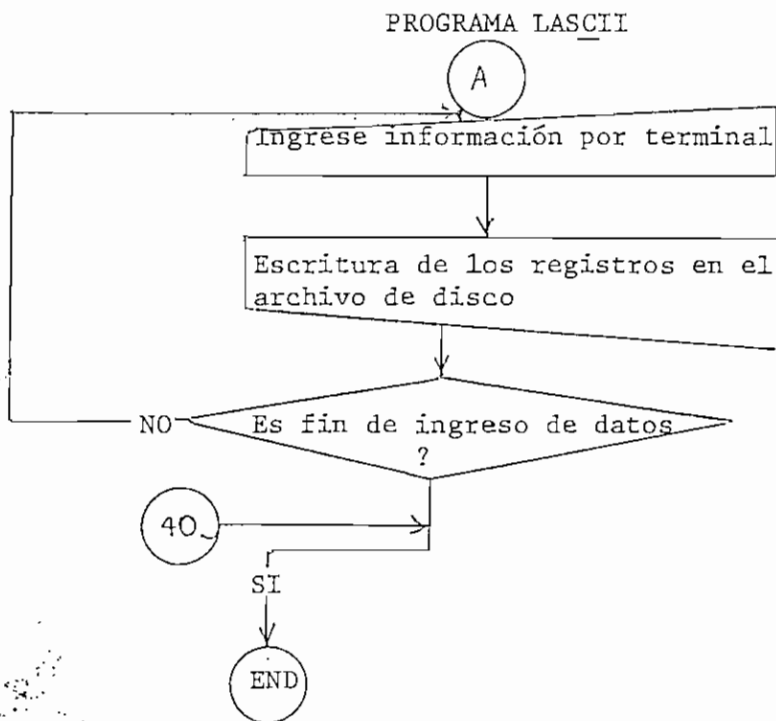 PROGRAMA LASCII
A
Ingrese información por terminal
Escritura de los registros en el
archivo de disco
NO
Es fin de ingreso de datos
?
40
SI
END